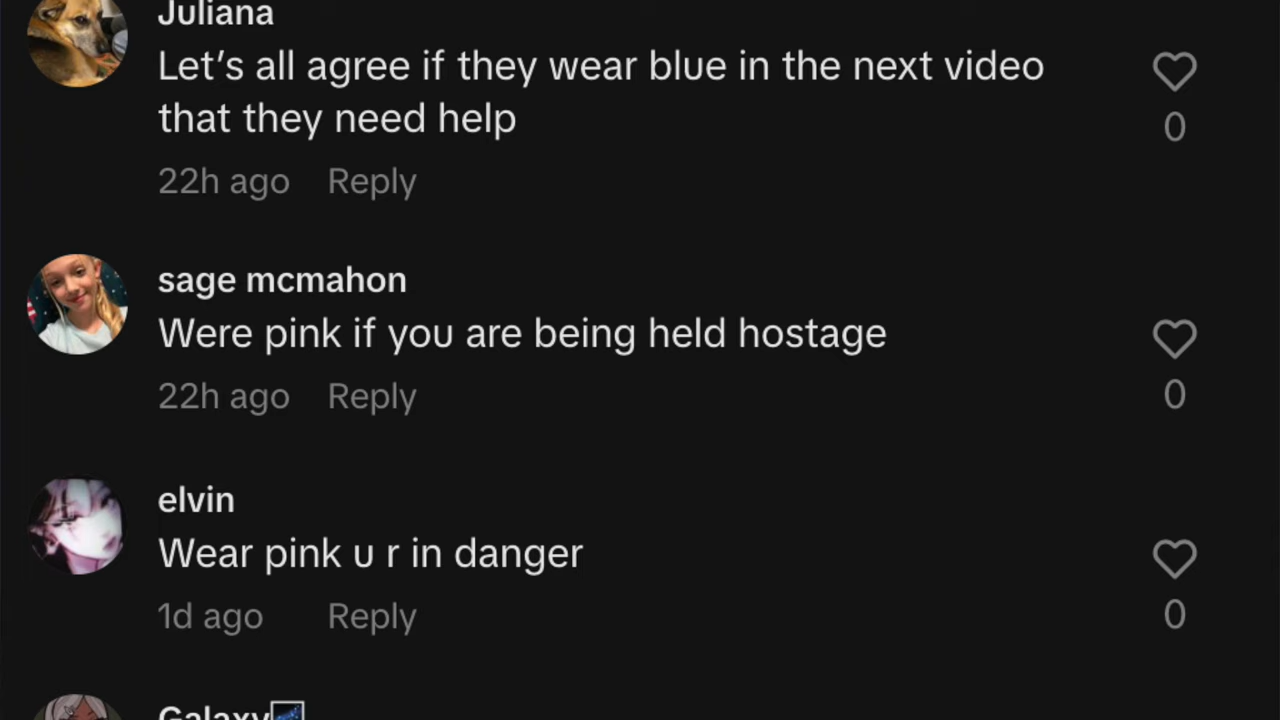 Juliana
Let’s all agree if they wear blue in the next video
that they need help
0
22h ago Reply
sage mcmahon
Were pink if you are being held hostage
22h ago Reply
0
elvin
Wear pink u r in danger
1d ago Reply
0
Galaxy